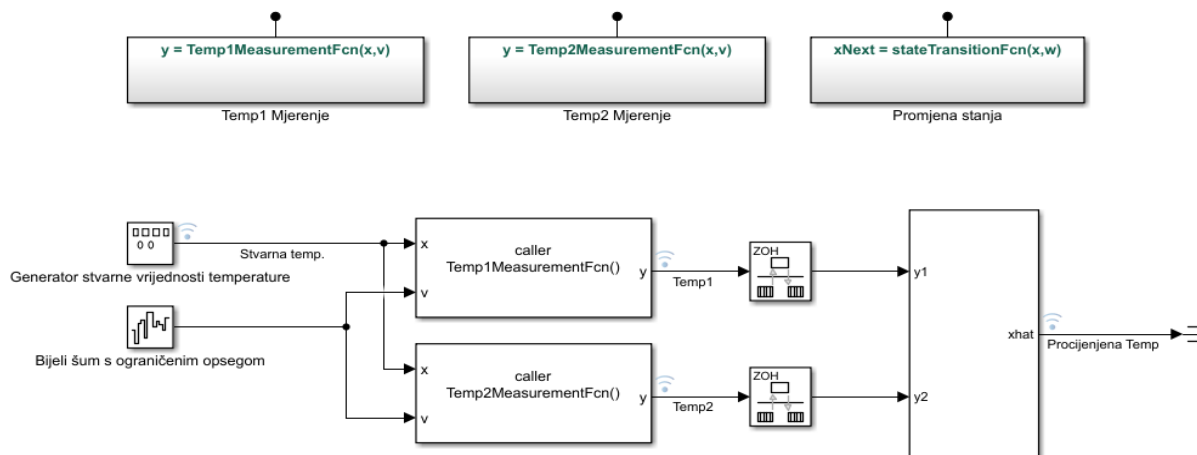 y = Temp1MeasurementFcn(x,v)
y = Temp2MeasurementFcn(x,v)
xNext = stateTransitionFcn(x,w)
Temp1 Mjerenje
Temp2 Mjerenje
Promjena stanja
Stvarna temp.
Generator stvarne vrijednosti temperature
x
caller
Temp1MeasurementFcn()
y
v
Temp1
ZOH
y1
Bijeli šum s ograničenim opsegom
xhat
Procijenjena Temp
x
caller
Temp2MeasurementFcn()
y
v
Temp2
ZOH
y2